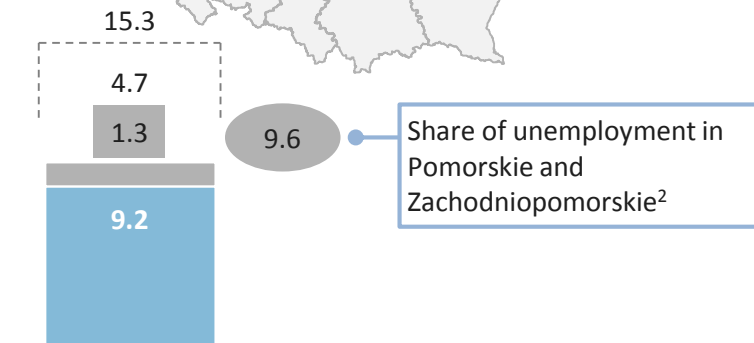 15.3
4.7
1.3
9.6
Share of unemployment in
Pomorskie and
Zachodniopomorskie²
9.2